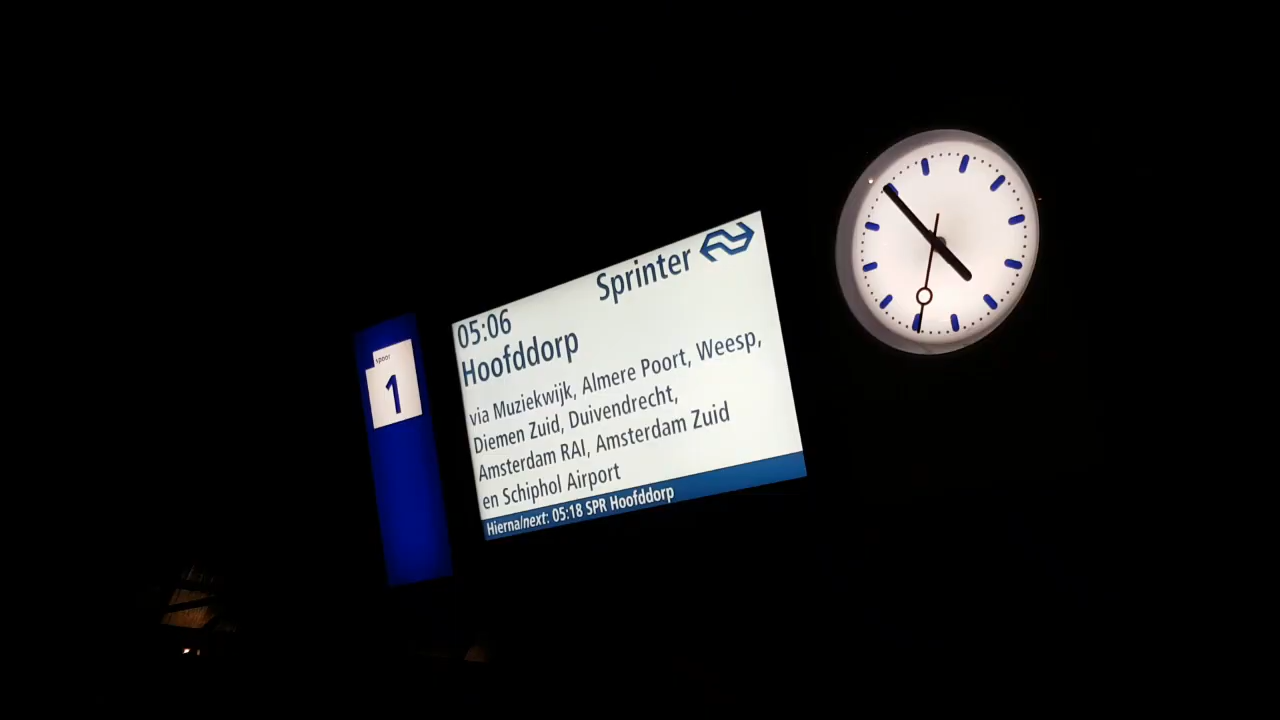 spoor
1
Sprinter
05:06
Hoofddorp
via Muziekwijk, Almere Poort, Weesp,
Diemen Zuid, Duivendrecht,
Amsterdam RAI, Amsterdam Zuid
en Schiphol Airport
Hierna/next: 05:18 SPR Hoofddorp